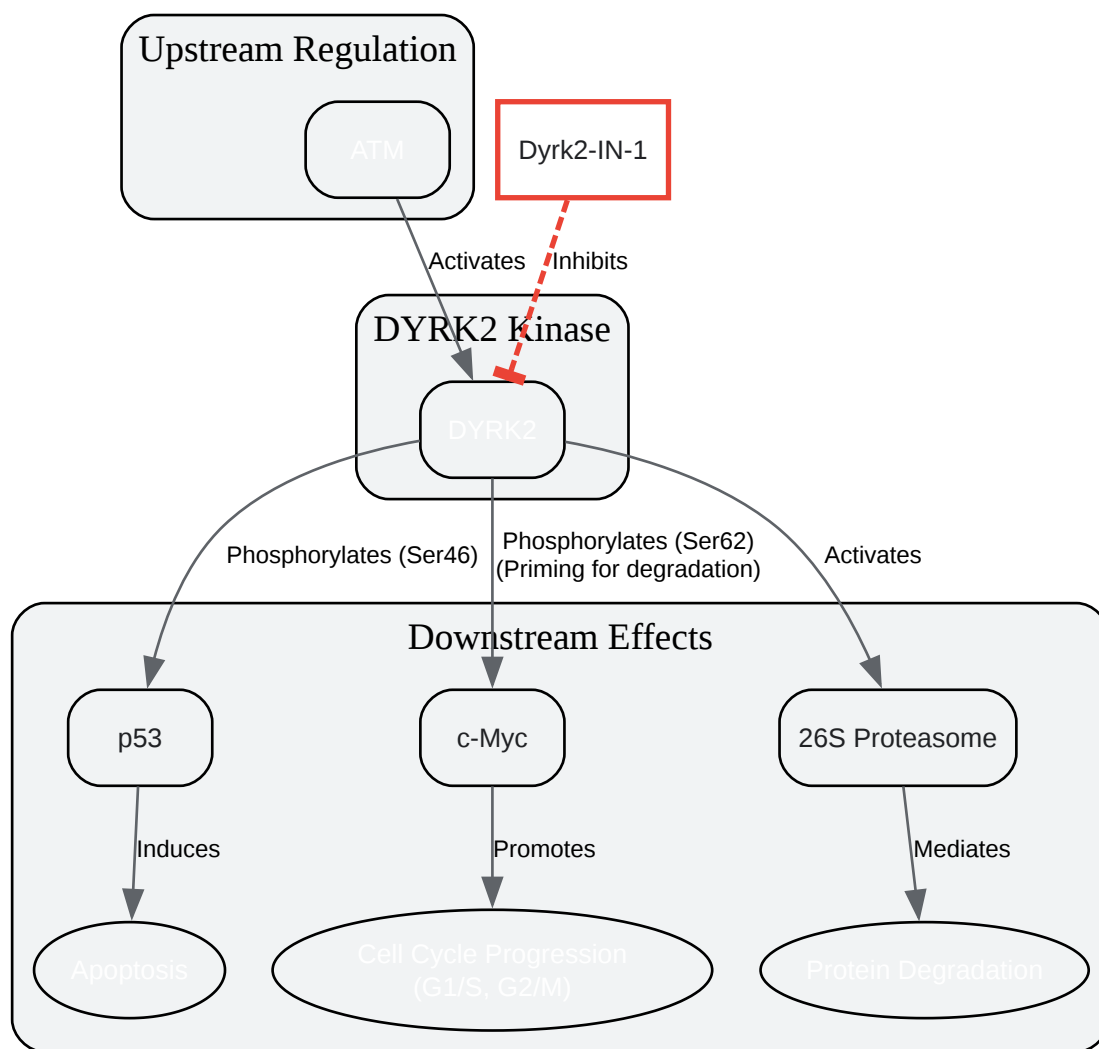 Upstream Regulation
ATM
Dyrk2-IN-1
Activates
Inhibits
DYRK2 Kinase
DYRK2
Phosphorylates (Ser46)
Phosphorylates (Ser62)
(Priming for degradation)
Activates
Downstream Effects
p53
c-Myc
26S Proteasome
Induces
Promotes
Mediates
Apoptosis
Cell Cycle Progression
(G1/S, G2/M)
Protein Degradation